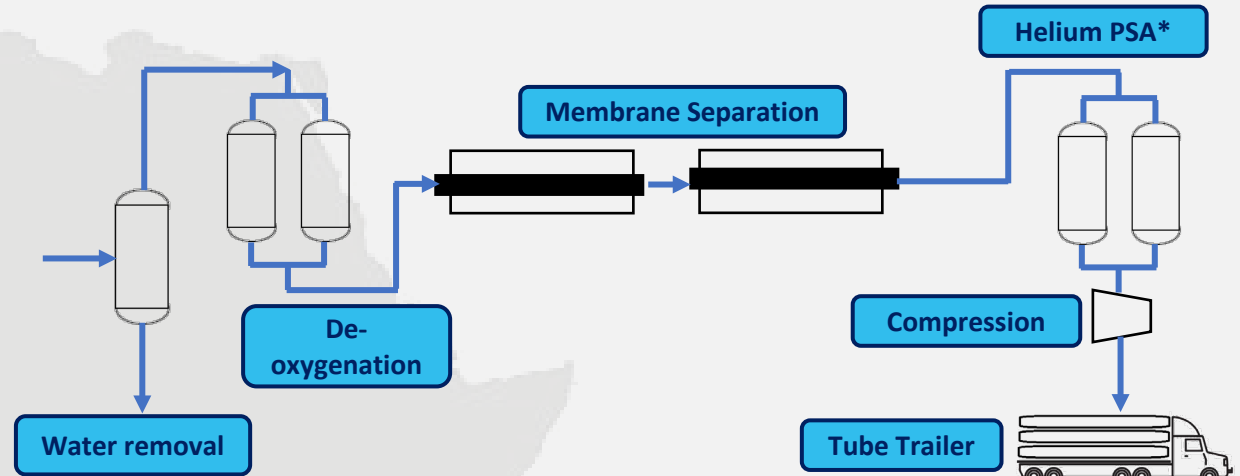 Helium PSA*
Membrane Separation
De-
oxygenation
Compression
Water removal
Tube Trailer